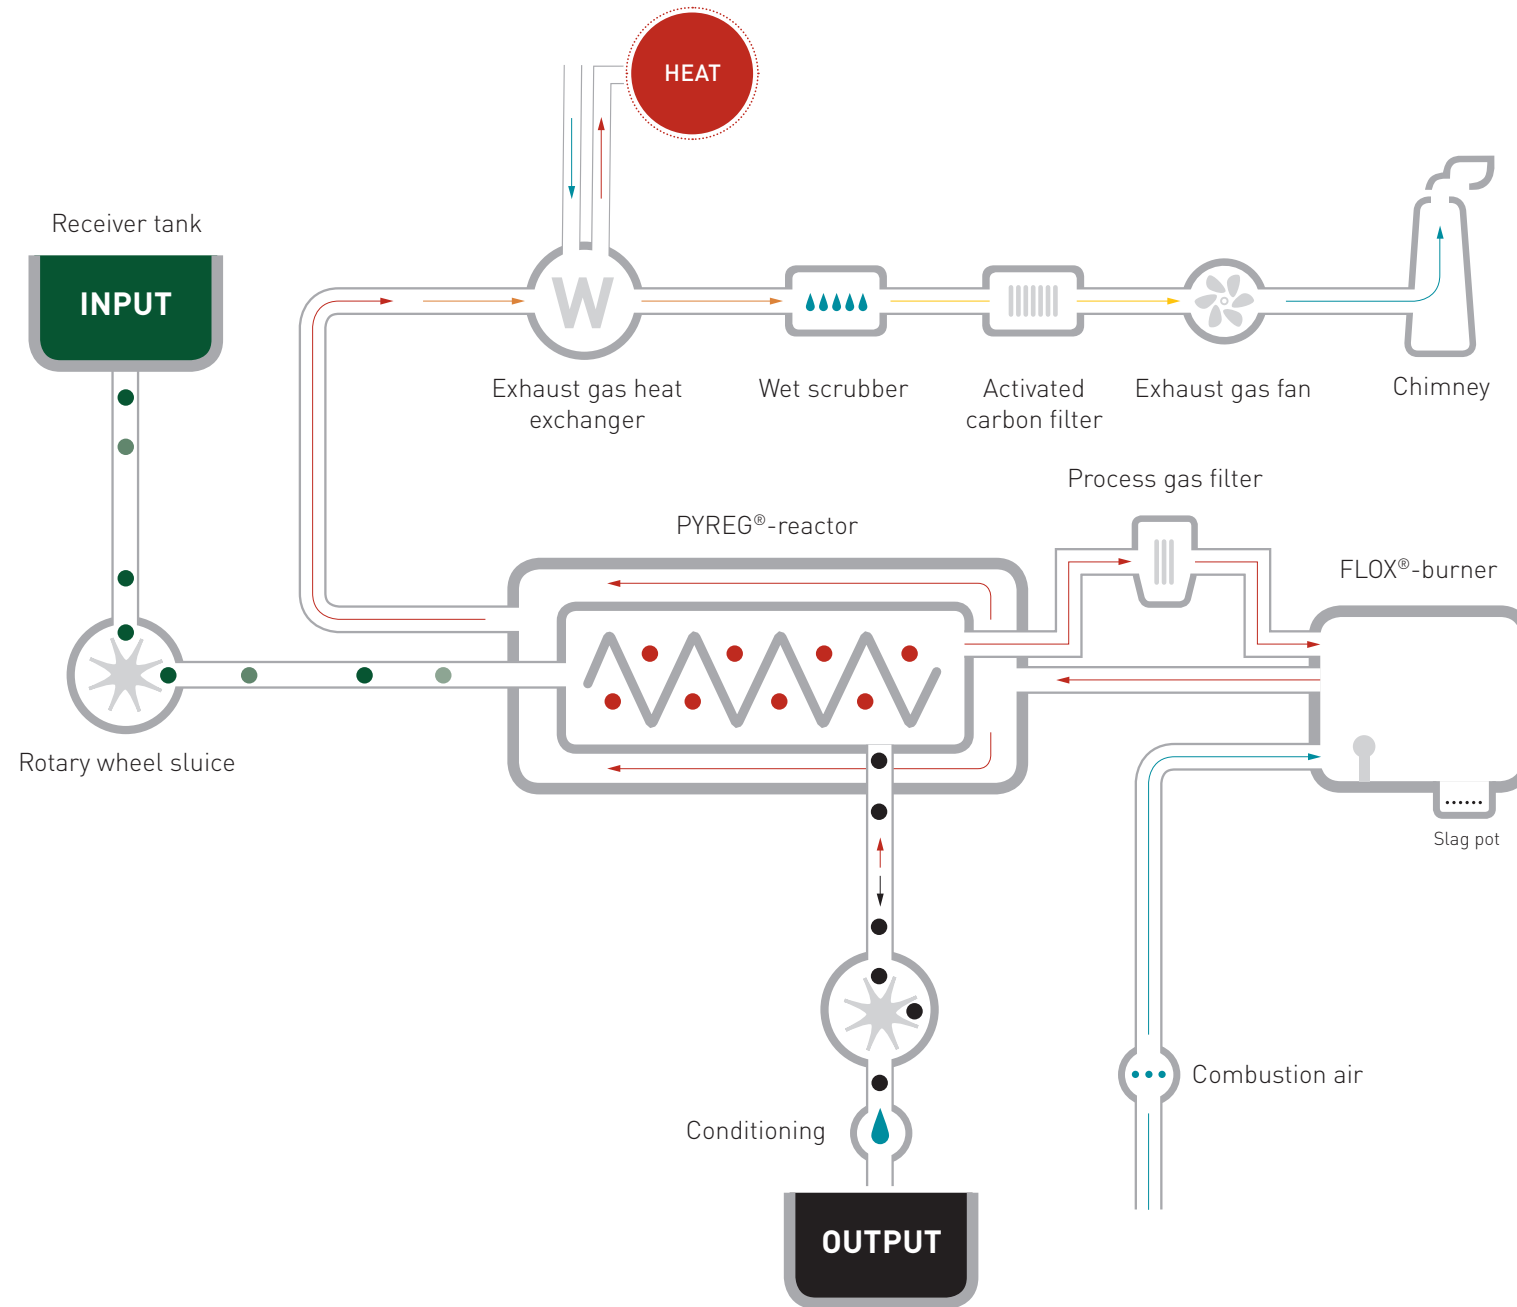 HEAT
Receiver tank
INPUT
W
Exhaust gas heat
exchanger
Wet scrubber
Activated
carbon filter
Exhaust gas fan
Chimney
Process gas filter
PYREG®-reactor
FLOX®-burner
Rotary wheel sluice
Slag pot
Combustion air
Conditioning
OUTPUT